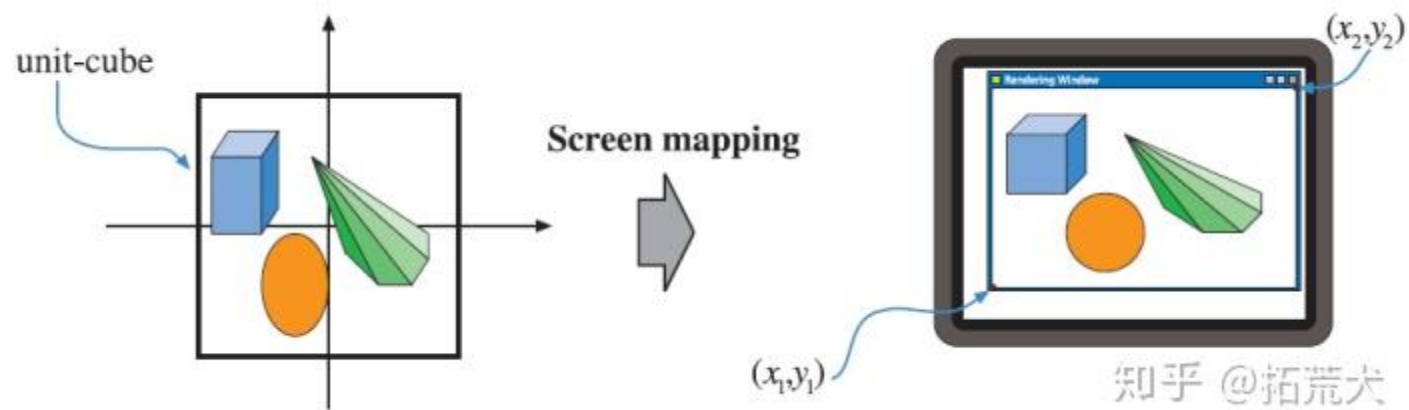 unit-cube
Screen mapping
Rendering Window
(x₂,y₂)
(x₁,y₁)
知乎 @拓荒犬